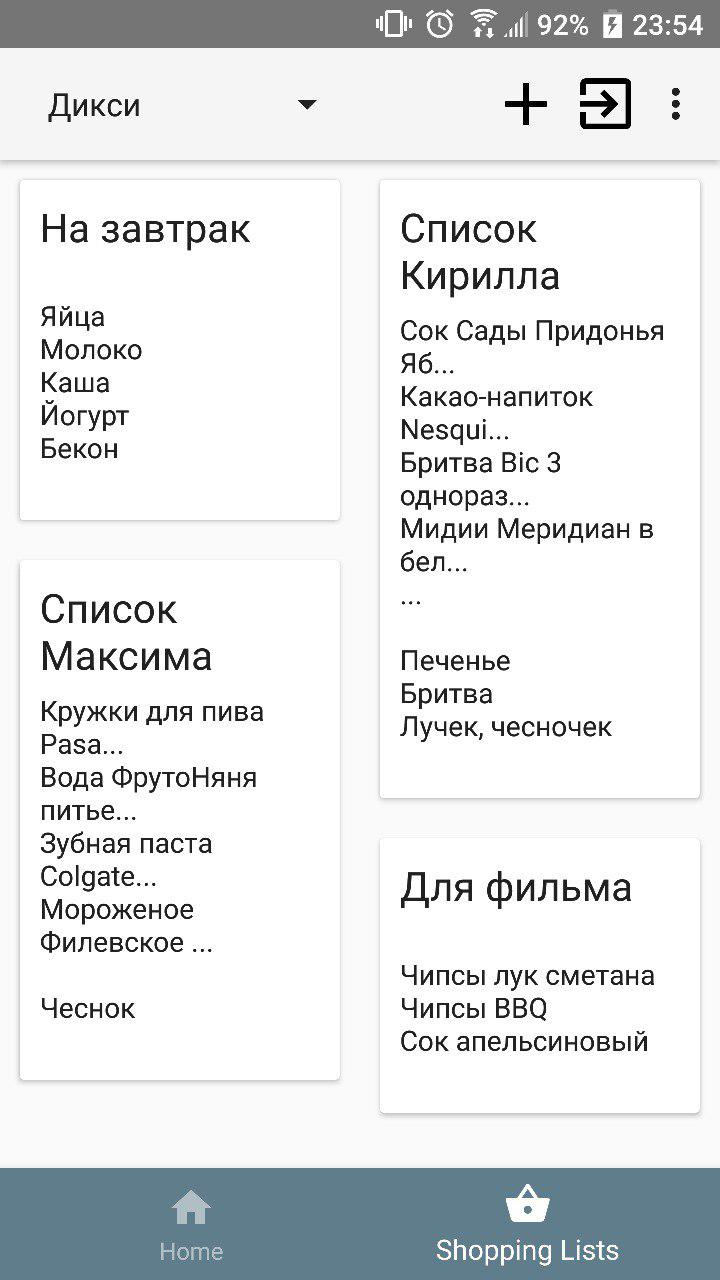 92% 23:54
Дикси
На завтрак
Яйца
Молоко
Каша
Йогурт
Бекон
Список
Максима
Кружки для пива
Pasa...
Вода ФрутоНяня
питье...
Зубная паста
Colgate...
Мороженое
Филевское ...
Чеснок
Список
Кирилла
Сок Сады Придонья
Яб...
Какао-напиток
Nesqui...
Бритва Bic 3
однораз...
Мидии Меридиан в
бел...
...
Печенье
Бритва
Лучек, чесночек
Для фильма
Чипсы лук сметана
Чипсы BBQ
Сок апельсиновый
Home
Shopping Lists